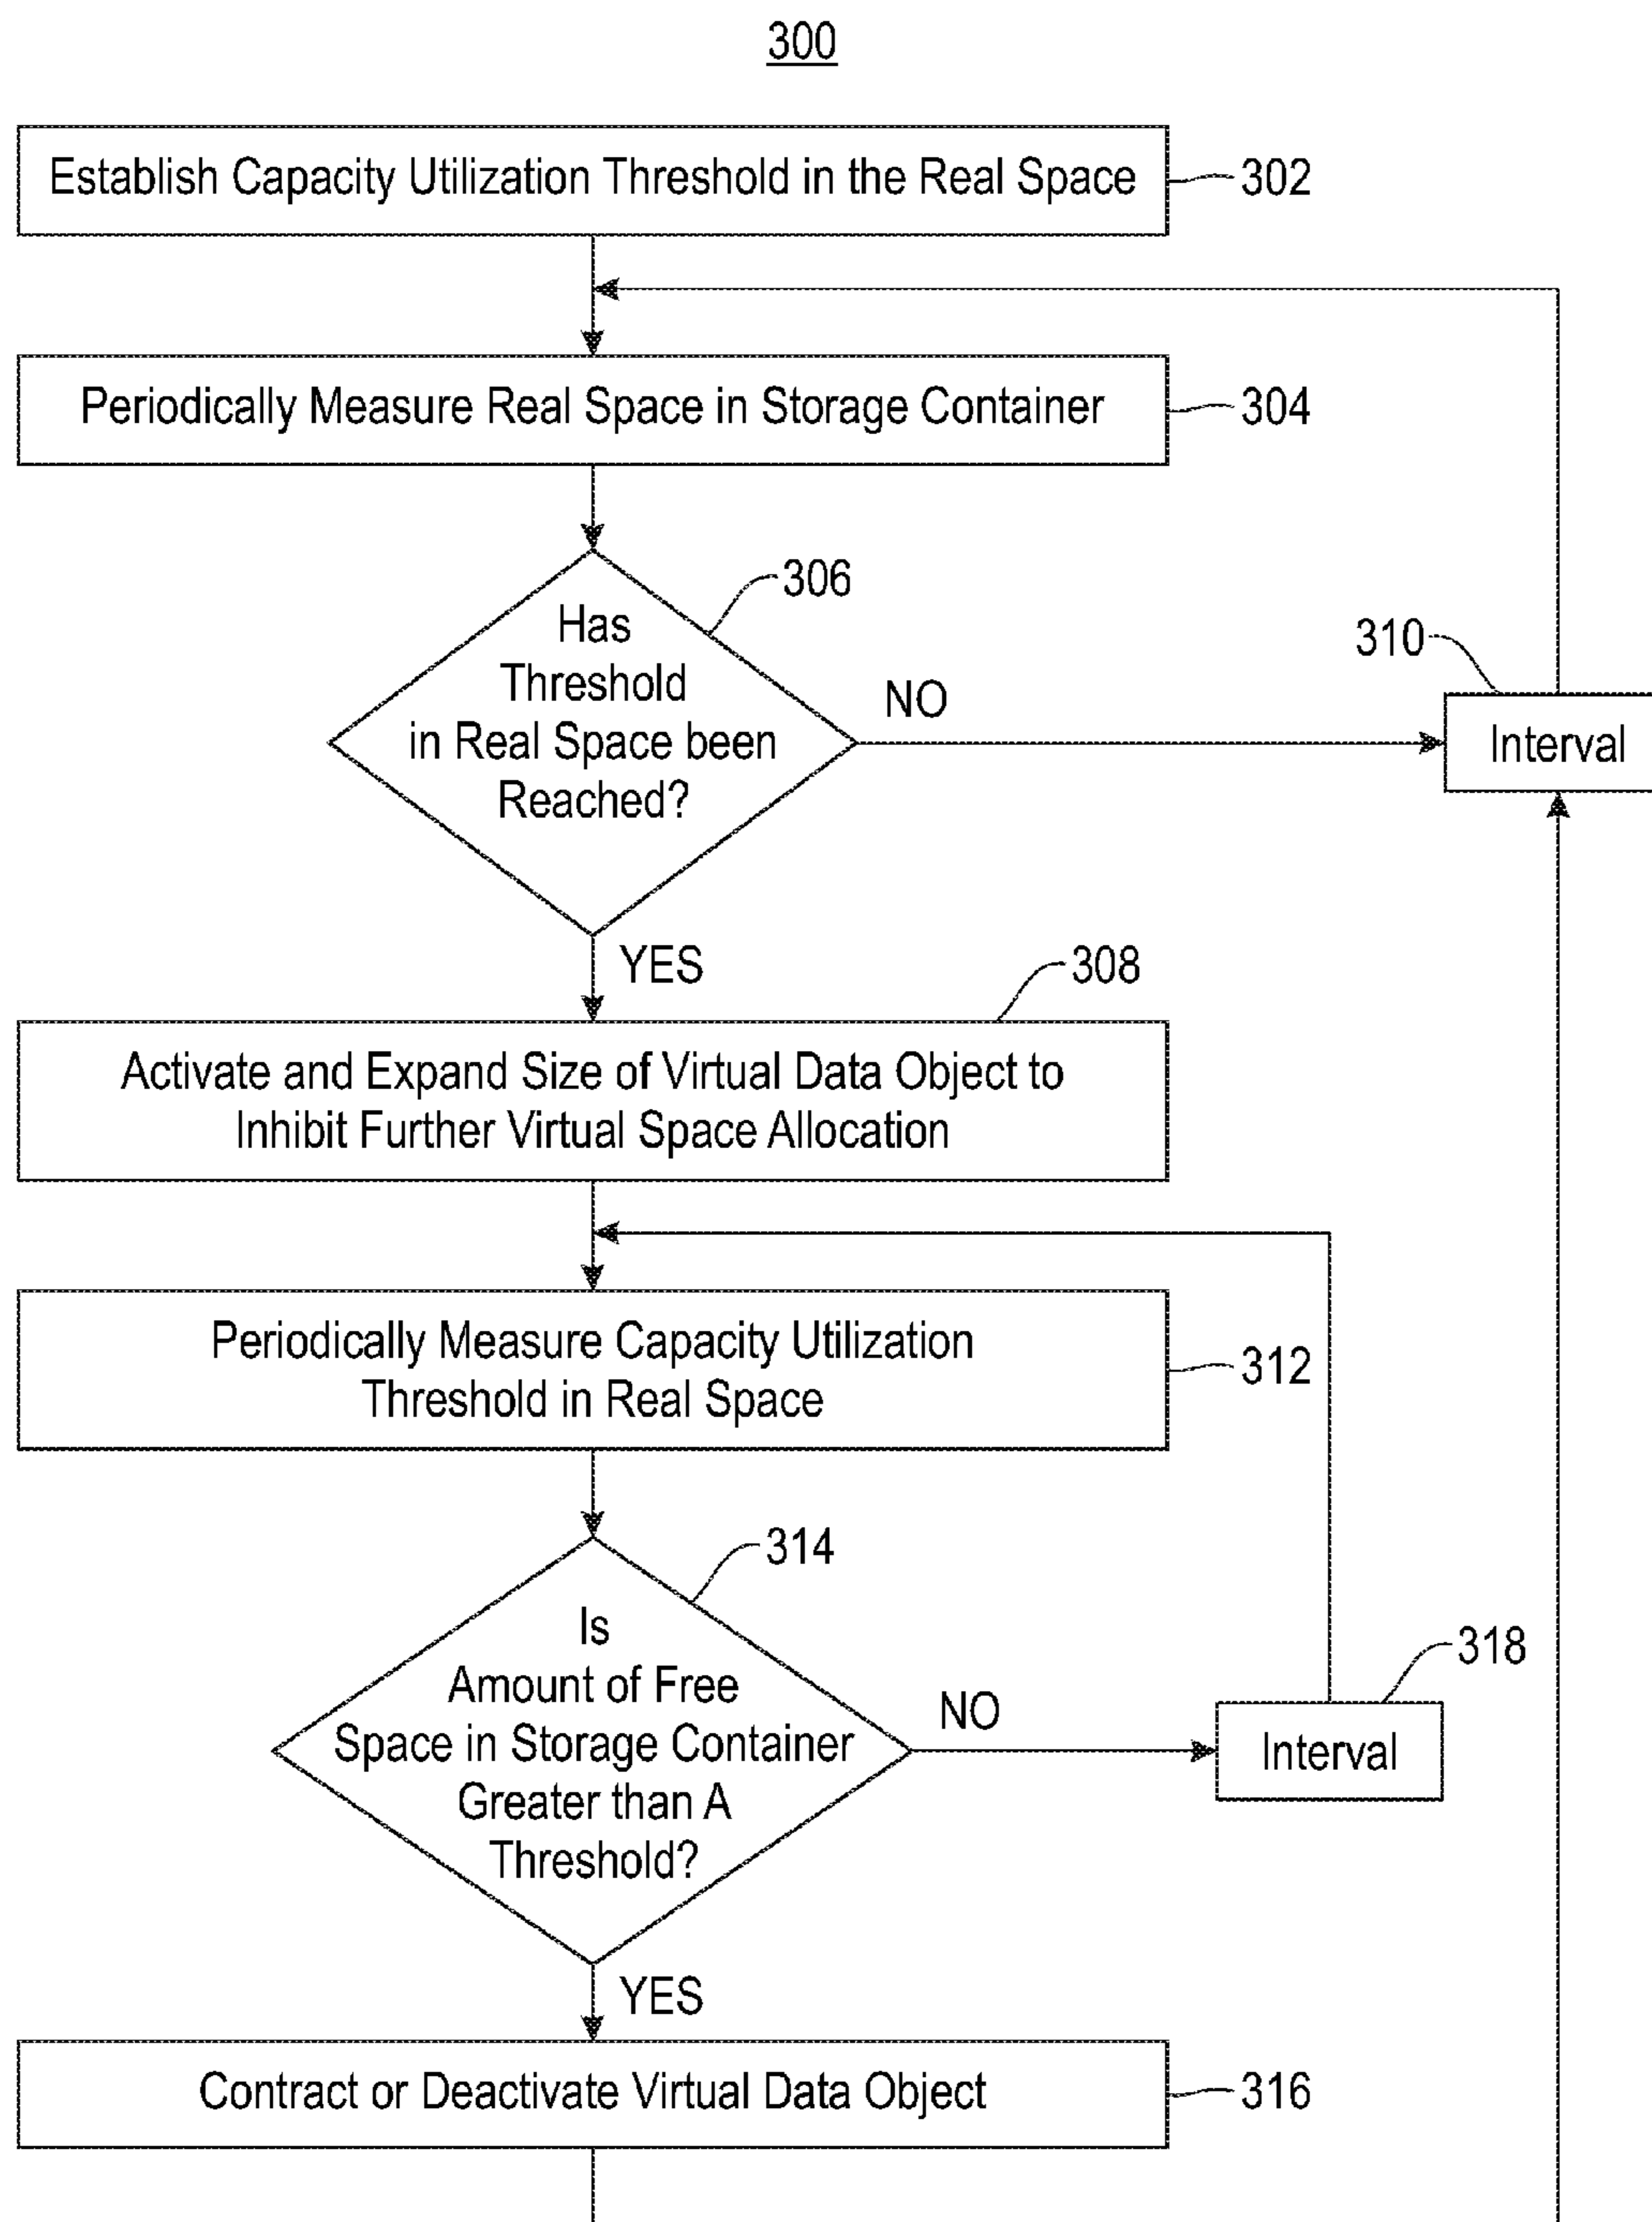 300
Establish Capacity Utilization Threshold in the Real Space
302
Periodically Measure Real Space in Storage Container
304
306
Has
Threshold
in Real Space been
Reached?
NO
310
Interval
YES
308
Activate and Expand Size of Virtual Data Object to
Inhibit Further Virtual Space Allocation
Periodically Measure Capacity Utilization
Threshold in Real Space
312
314
Is
Amount of Free
Space in Storage Container
Greater than A
Threshold?
NO
318
Interval
YES
Contract or Deactivate Virtual Data Object
316